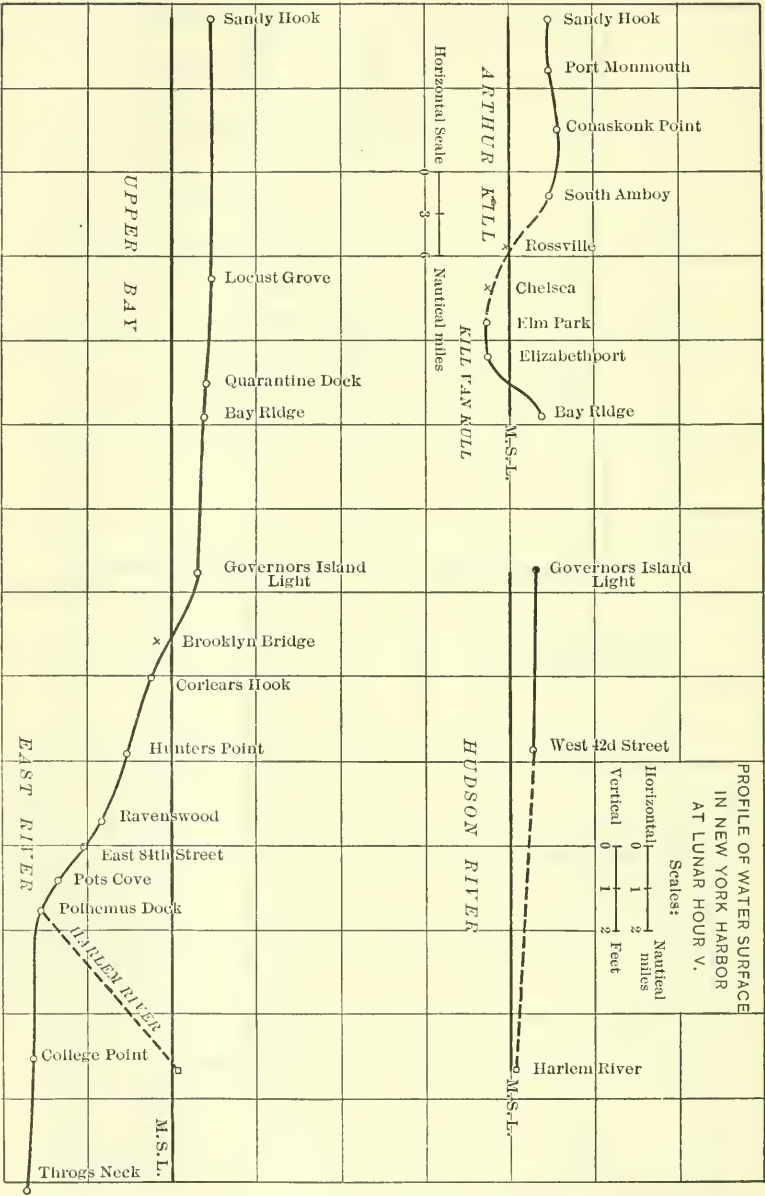 PROFILE OF WATER SURFACE
IN NEW YORK HARBOR
AT LUNAR HOUR V.
Scales:
Horizontal 0 1 2 Nautical miles
Vertical 0 1 2 Feet
Sandy Hook
Locust Grove
Quarantine Dock
Bay Ridge
Governors Island
Light
Brooklyn Bridge
Corlears Hook
Hunters Point
Ravenswood
East 84th Street
Pots Cove
Polhemus Dock
HARLEM RIVER
College Point
Throgs Neck
UPPER BAY
EAST RIVER
M.S.L.
Sandy Hook
Port Monmouth
Conaskonk Point
South Amboy
Rossville
Chelsea
Elm Park
Elizabethport
Bay Ridge
ARTHUR KILL
KILL VAN KULL
M.S.L.
Horizontal Scale 0 3 6 Nautical miles
Governors Island
Light
West 42d Street
Harlem River
HUDSON RIVER
M.S.L.